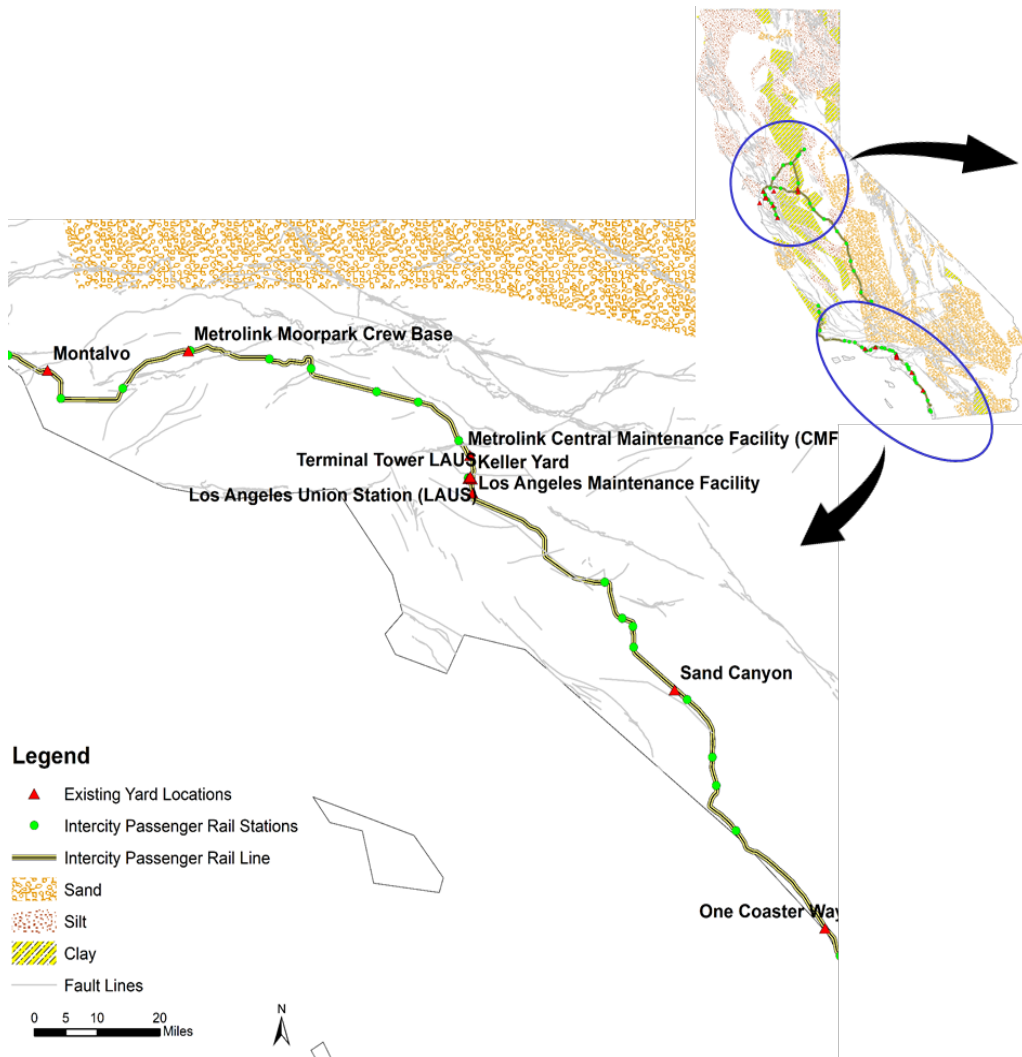 Metrolink Moorpark Crew Base
Montalvo
Metrolink Central Maintenance Facility (CMF
Terminal Tower LAUS
Keller Yard
Los Angeles Maintenance Facility
Los Angeles Union Station (LAUS)
Sand Canyon
One Coaster Way
Legend
Existing Yard Locations
Intercity Passenger Rail Stations
Intercity Passenger Rail Line
Sand
Silt
Clay
Fault Lines
0 5 10 20
Miles
N